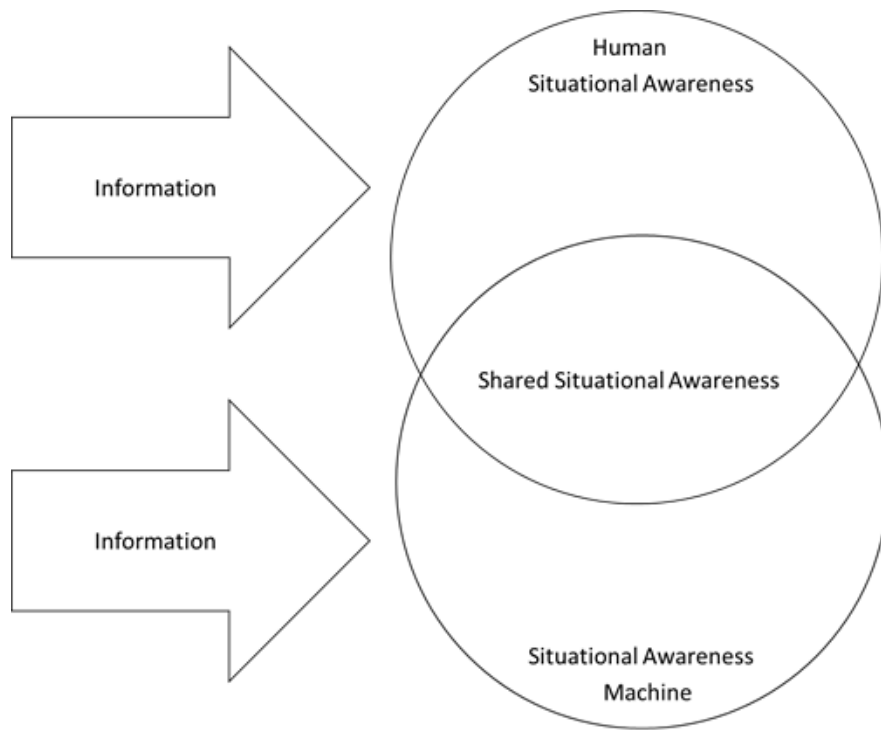 Human
Situational Awareness
Information
Shared Situational Awareness
Information
Situational Awareness
Machine